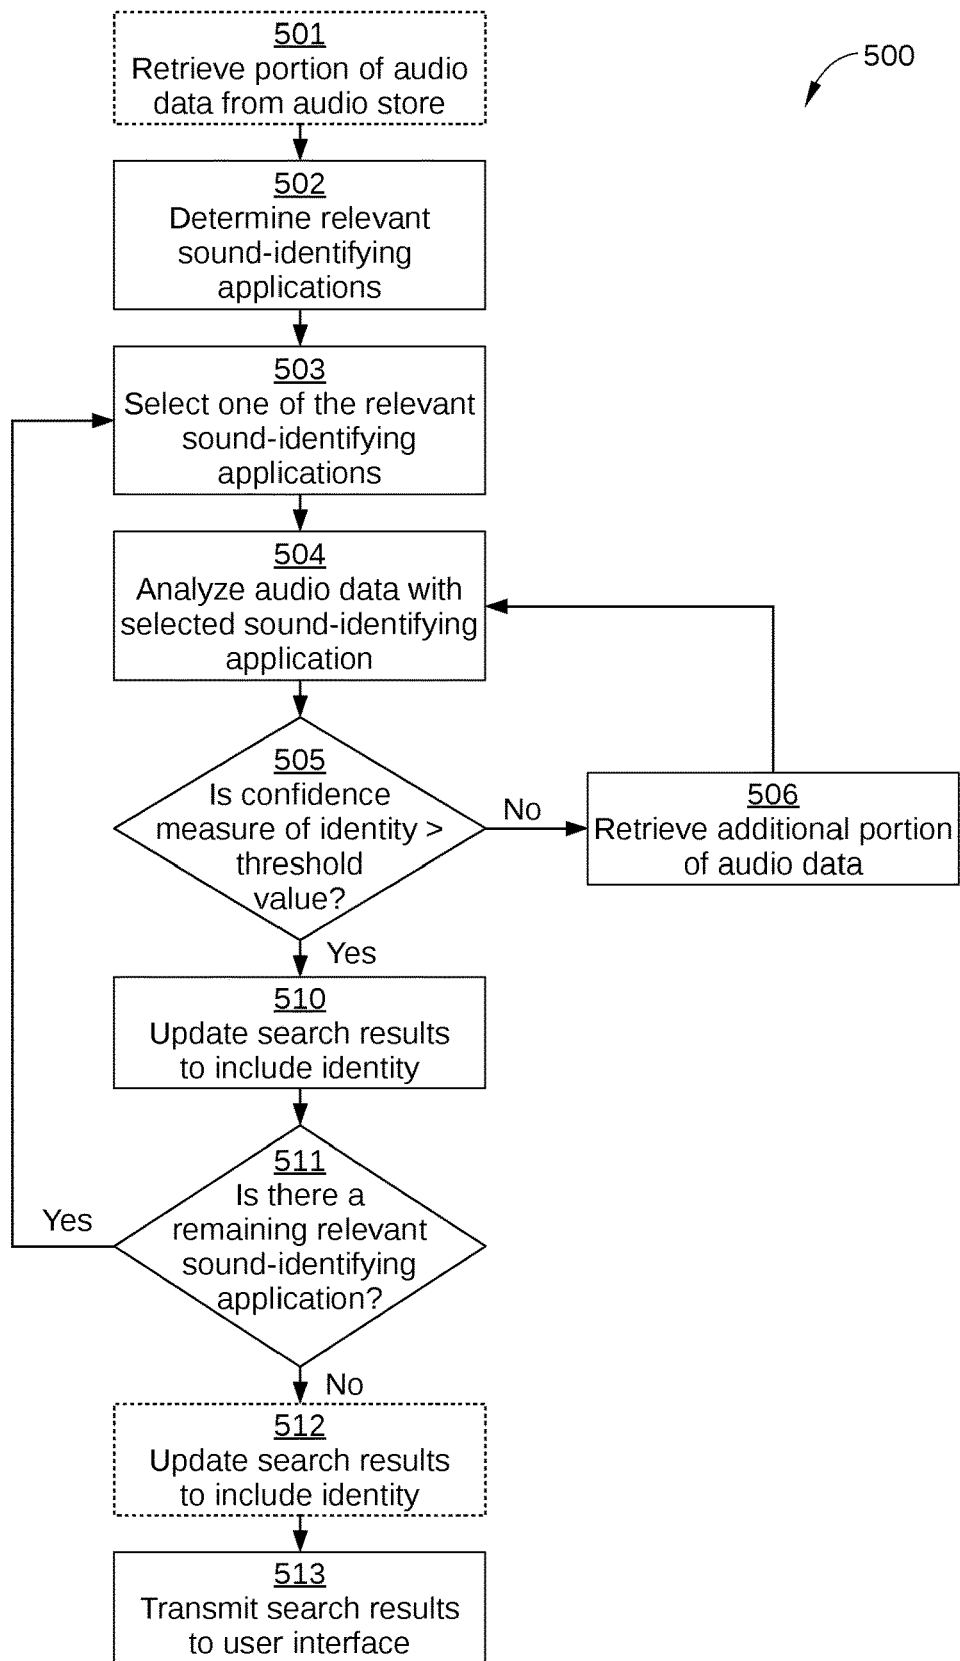 501
Retrieve portion of audio
data from audio store
500
502
Determine relevant
sound-identifying
applications
503
Select one of the relevant
sound-identifying
applications
504
Analyze audio data with
selected sound-identifying
application
505
Is confidence
measure of identity >
threshold
value?
No
506
Retrieve additional portion
of audio data
Yes
510
Update search results
to include identity
511
Is there a
remaining relevant
sound-identifying
application?
Yes
No
512
Update search results
to include identity
513
Transmit search results
to user interface